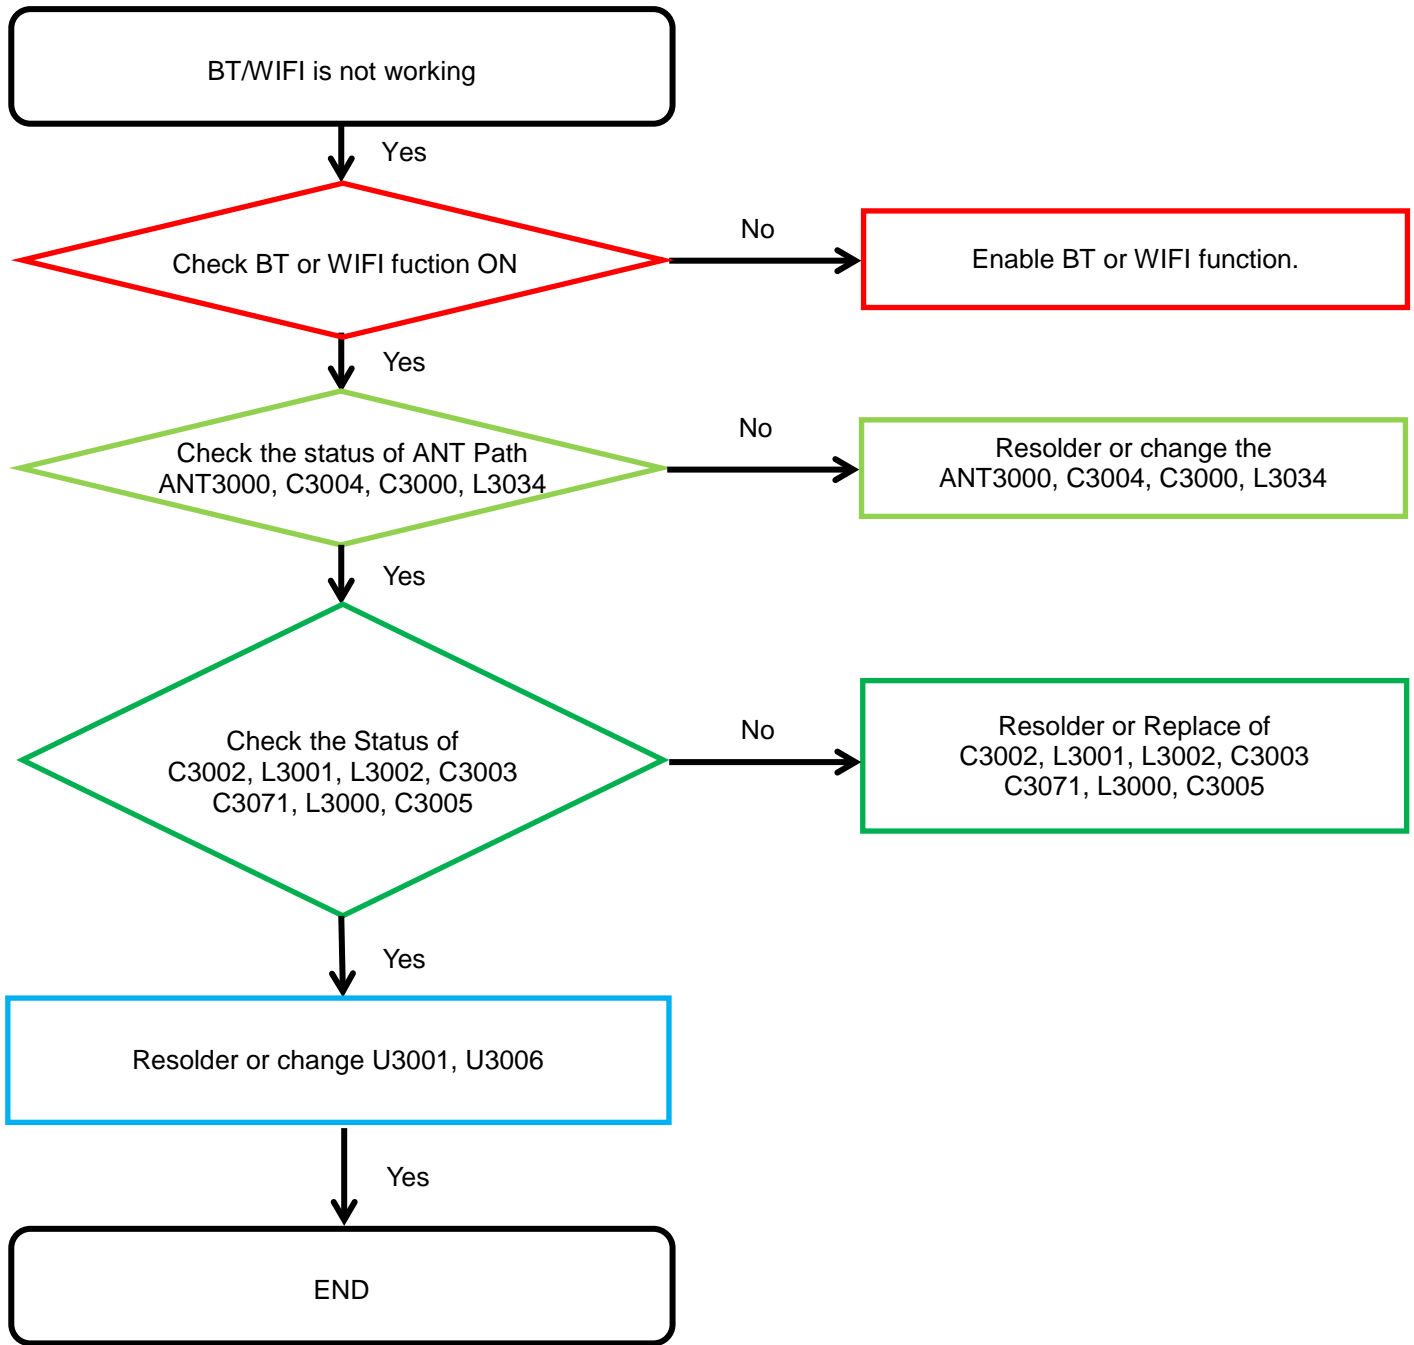 BT/WIFI is not working
Yes
Check BT or WIFI fuction ON
No
Enable BT or WIFI function.
Yes
Check the status of ANT Path
ANT3000, C3004, C3000, L3034
No
Resolder or change the
ANT3000, C3004, C3000, L3034
Yes
Check the Status of
C3002, L3001, L3002, C3003
C3071, L3000, C3005
No
Resolder or Replace of
C3002, L3001, L3002, C3003
C3071, L3000, C3005
Yes
Resolder or change U3001, U3006
Yes
END